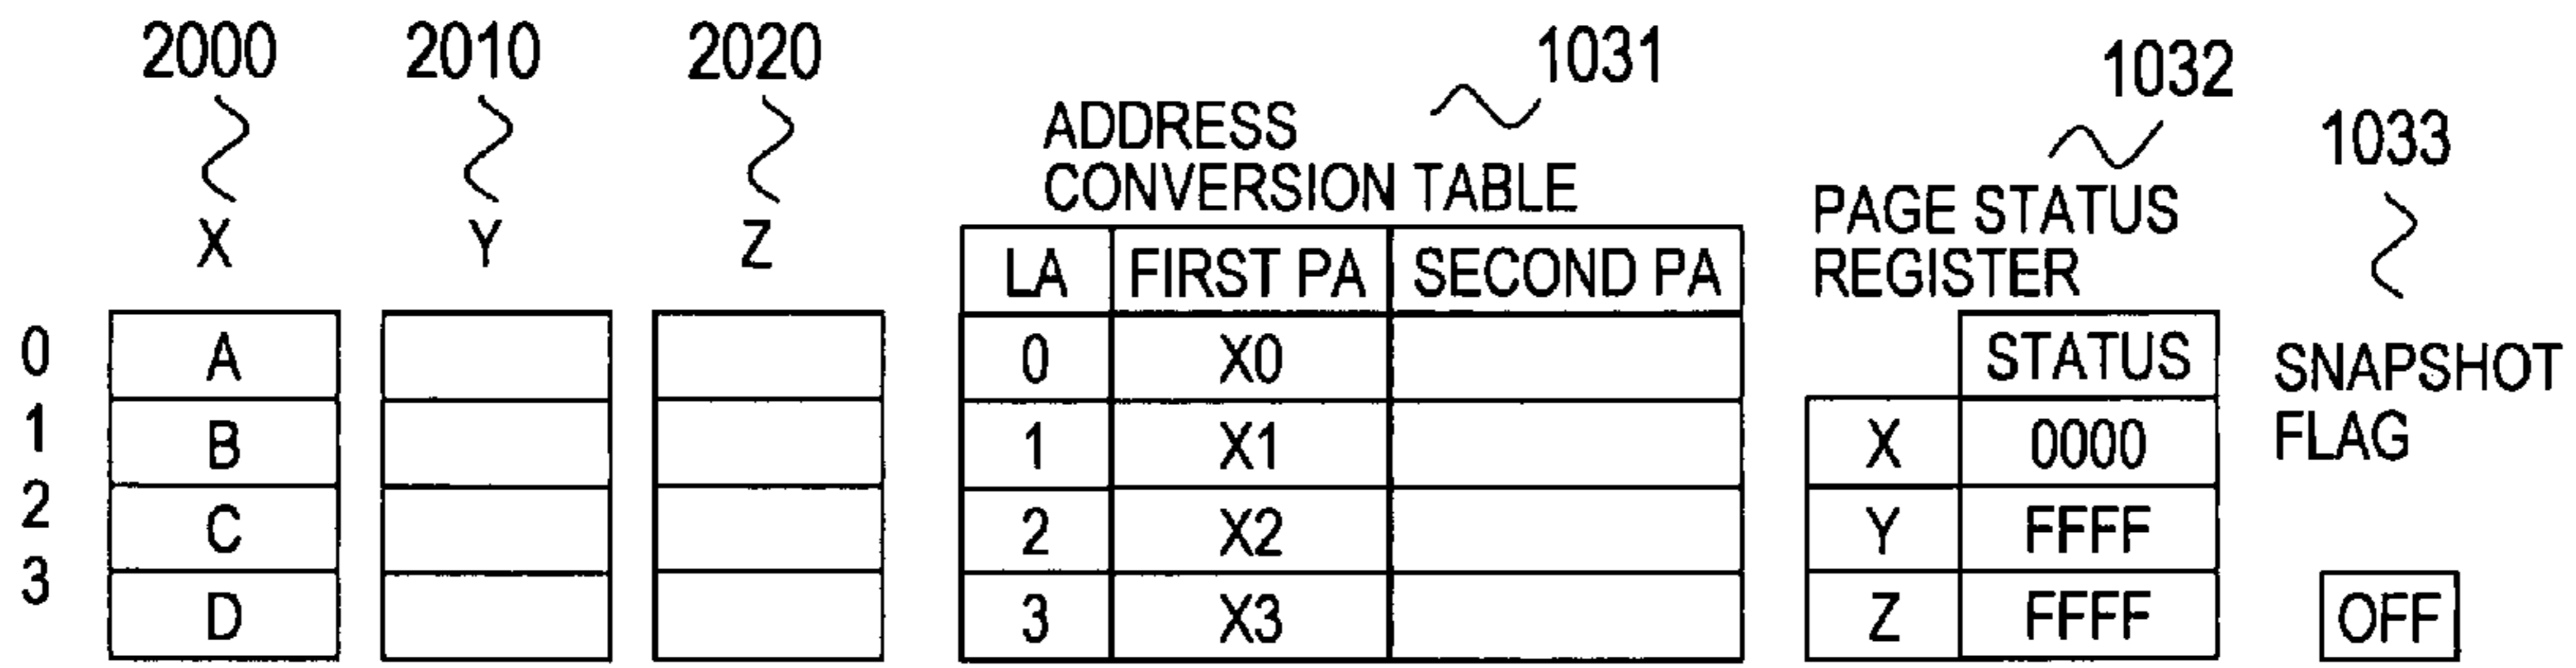 2000 2010 2020 1031 1032 1033
X Y Z
ADDRESS
CONVERSION TABLE
PAGE STATUS
REGISTER
LA FIRST PA SECOND PA
STATUS
SNAPSHOT
FLAG
0 A 0 X0
1 B 1 X1 X 0000
2 C 2 X2 Y FFFF
3 D 3 X3 Z FFFF OFF